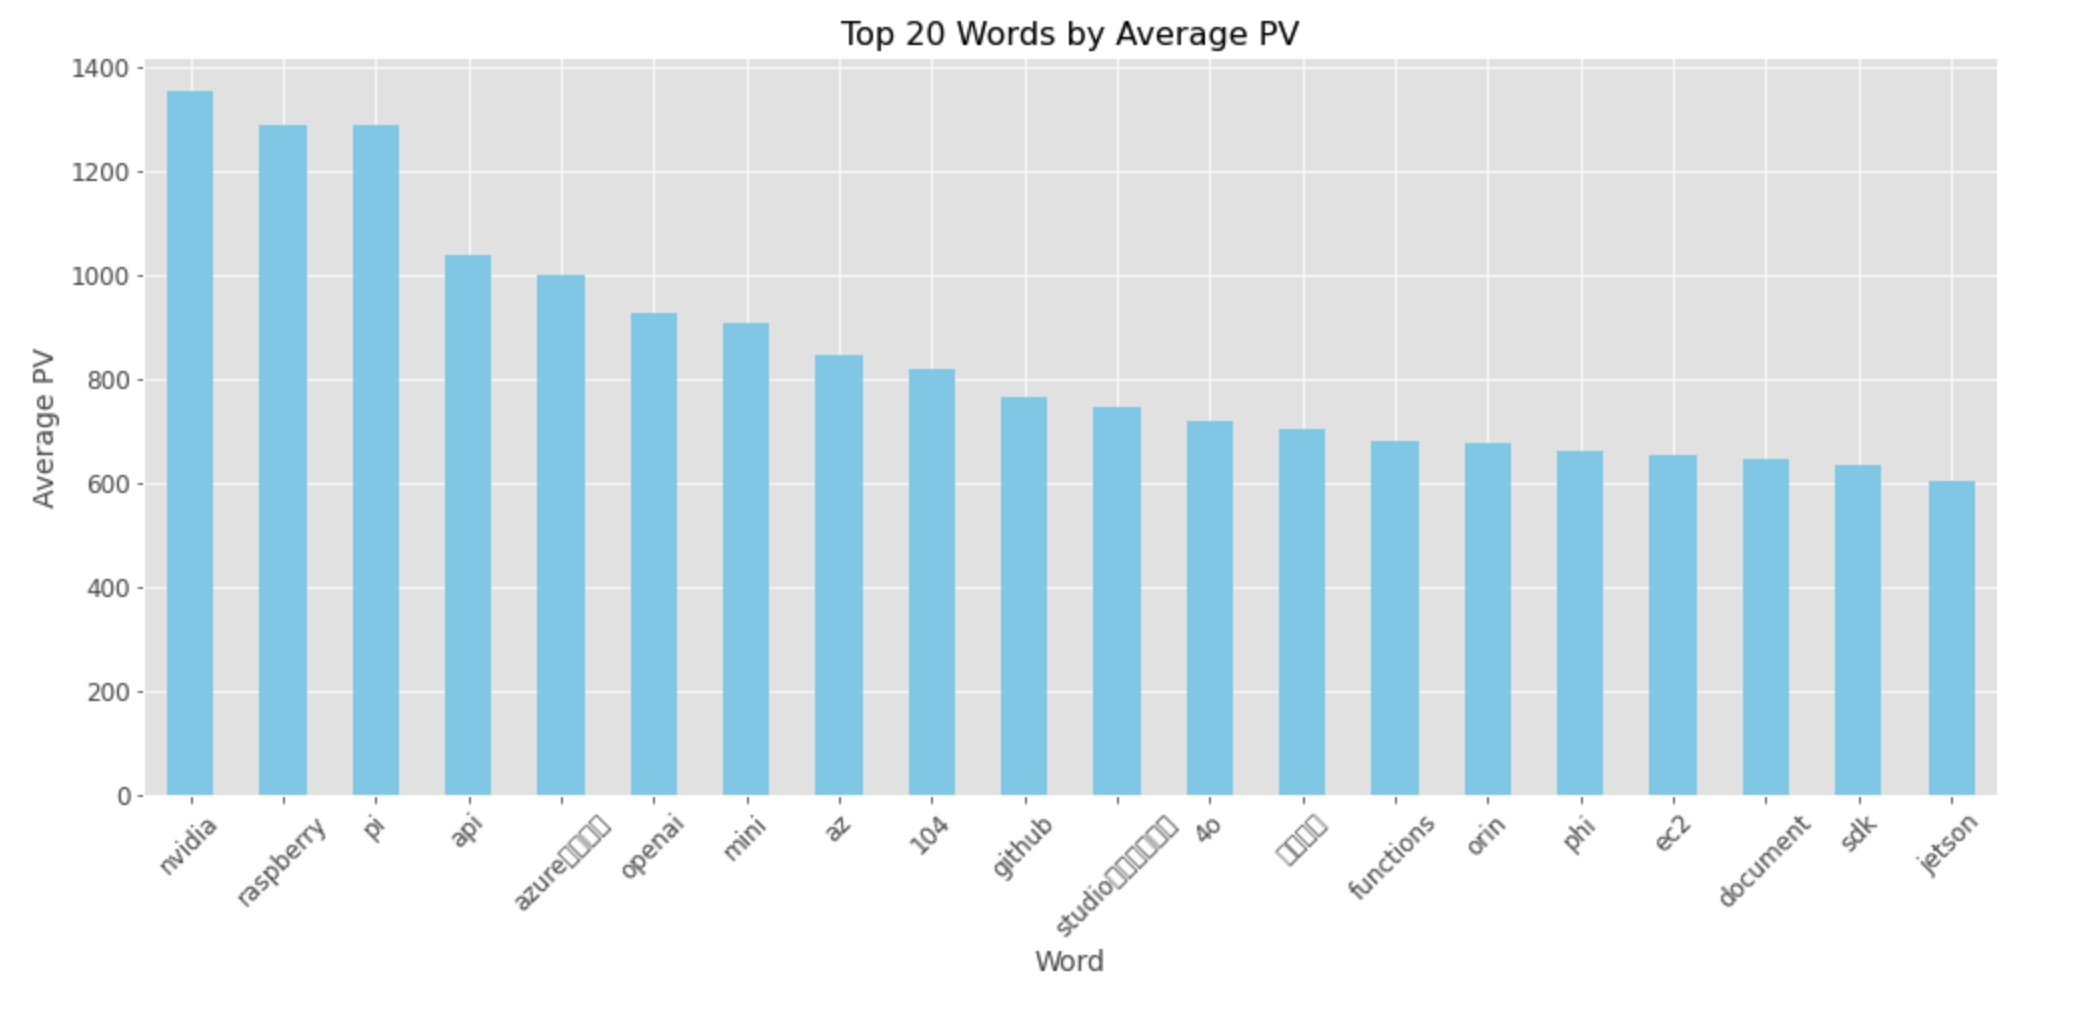 Top 20 Words by Average PV
1400
1200
1000
800
600
400
200
0
Average PV
nvidia
raspberry
pi
api
azure□□□□
openai
mini
az
104
github
studio□□□□□□□
4o
□□□□
functions
orin
phi
ec2
document
sdk
jetson
Word